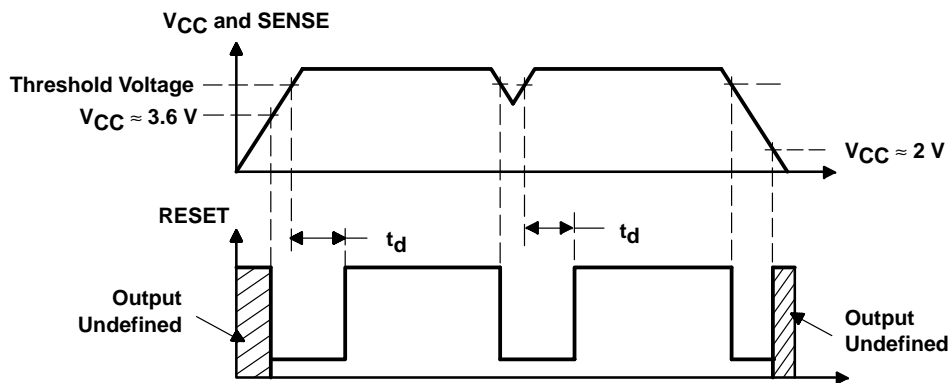 VCC and SENSE
Threshold Voltage
VCC ≈ 3.6 V
VCC ≈ 2 V
RESET
td
td
Output
Undefined
Output
Undefined